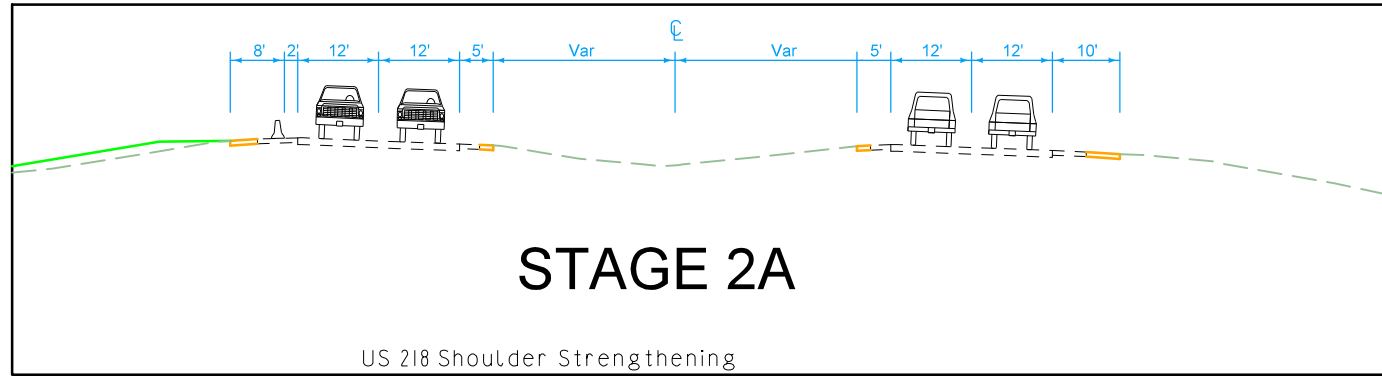 ℄
8' 2' 12' 12' 5' Var Var 5' 12' 12' 10'
STAGE 2A
US 218 Shoulder Strengthening